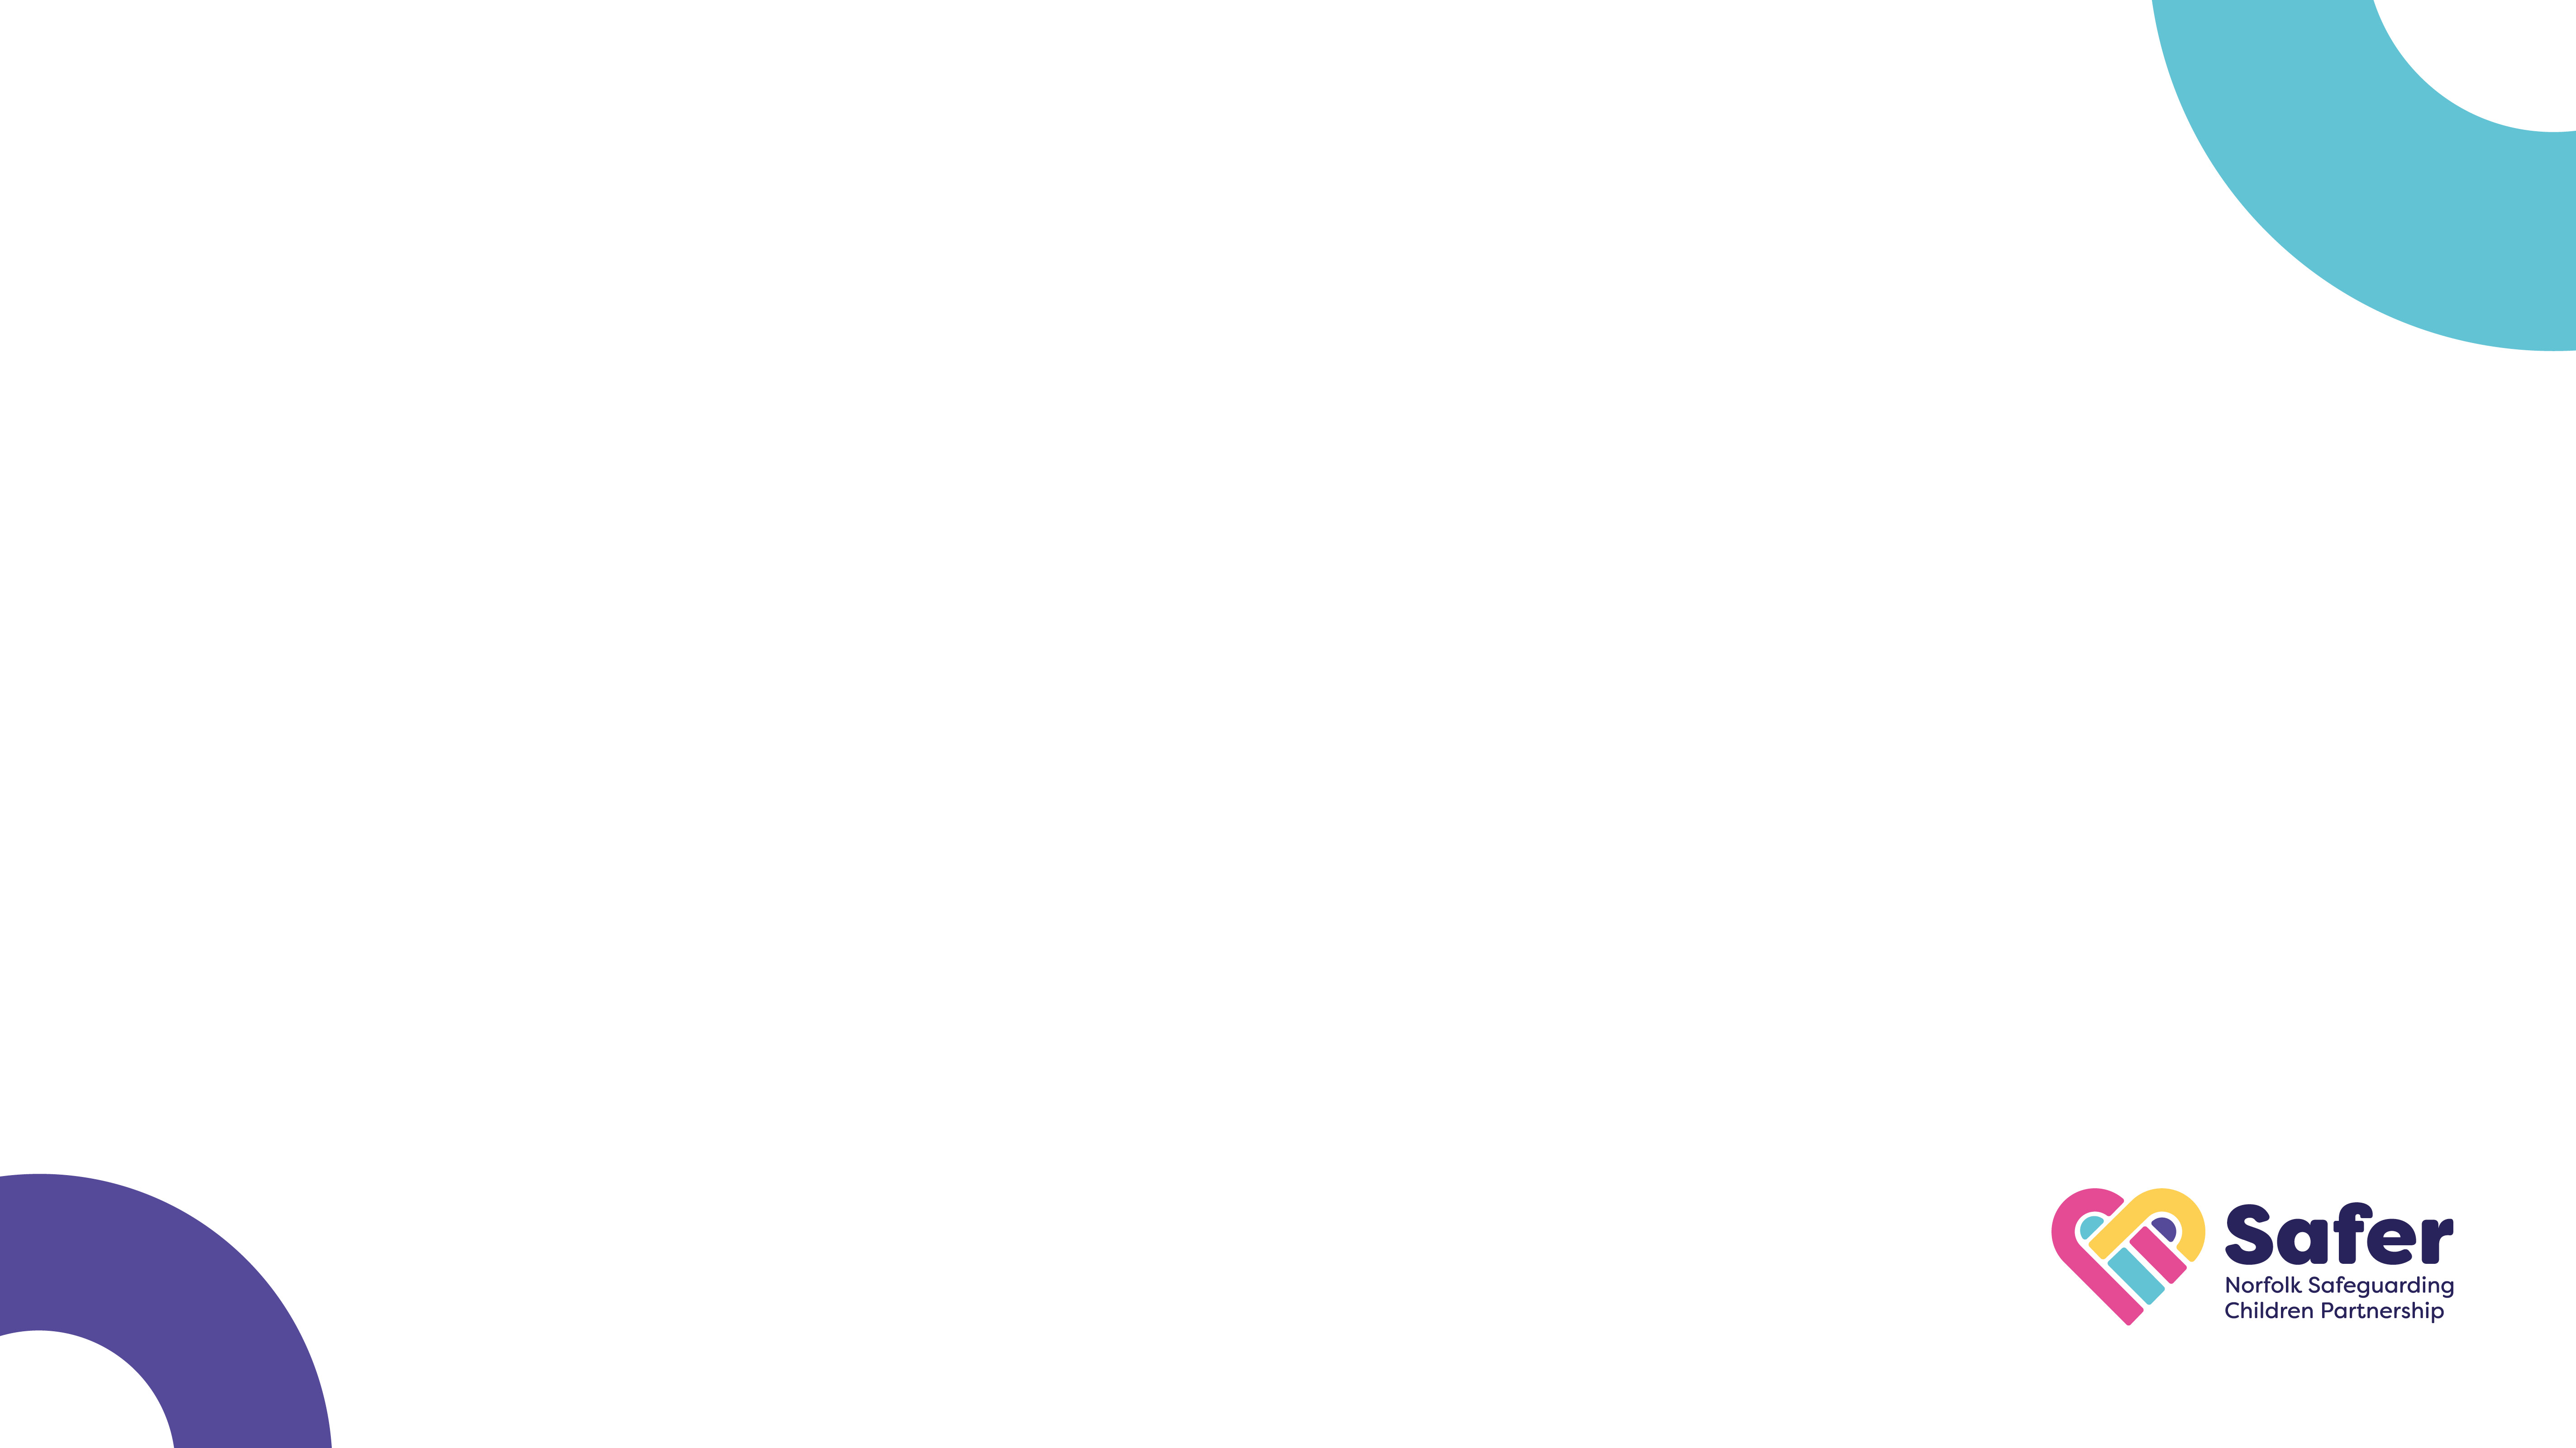 Safer
Norfolk Safeguarding
Children Partnership